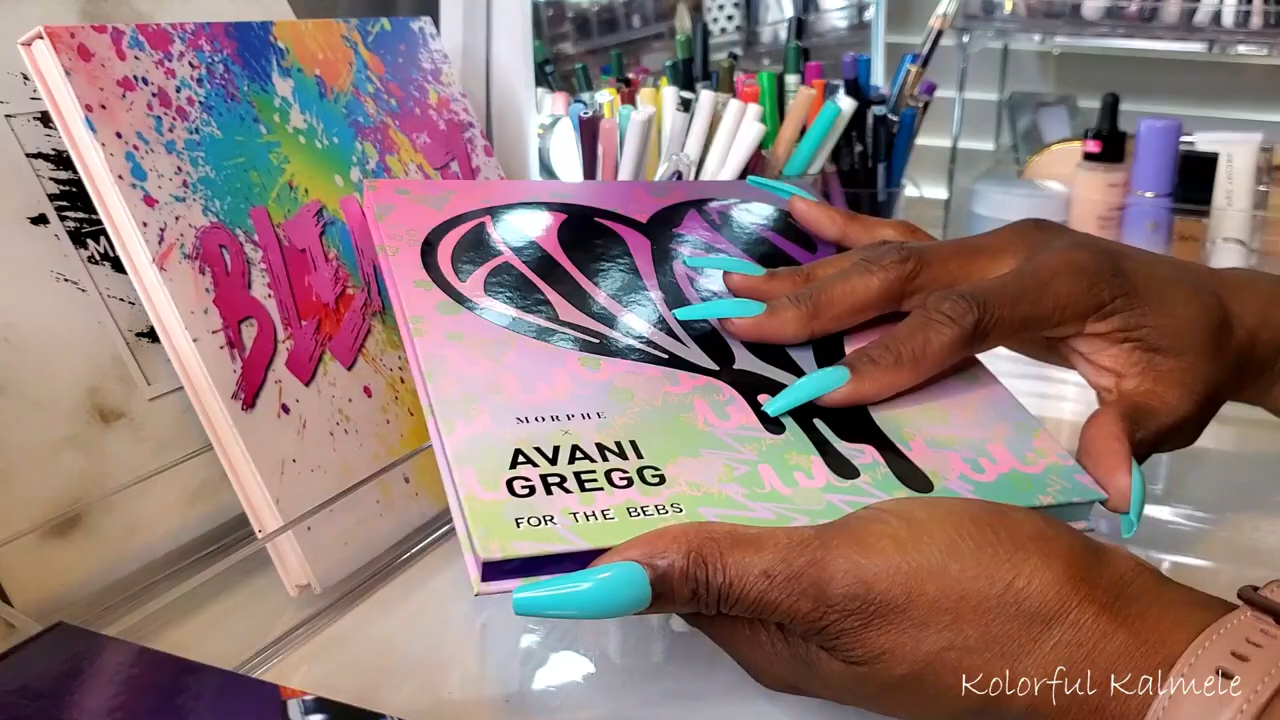 MORPHE
×
AVANI
GREGG
FOR THE BEBS
Kolorful Kalmele